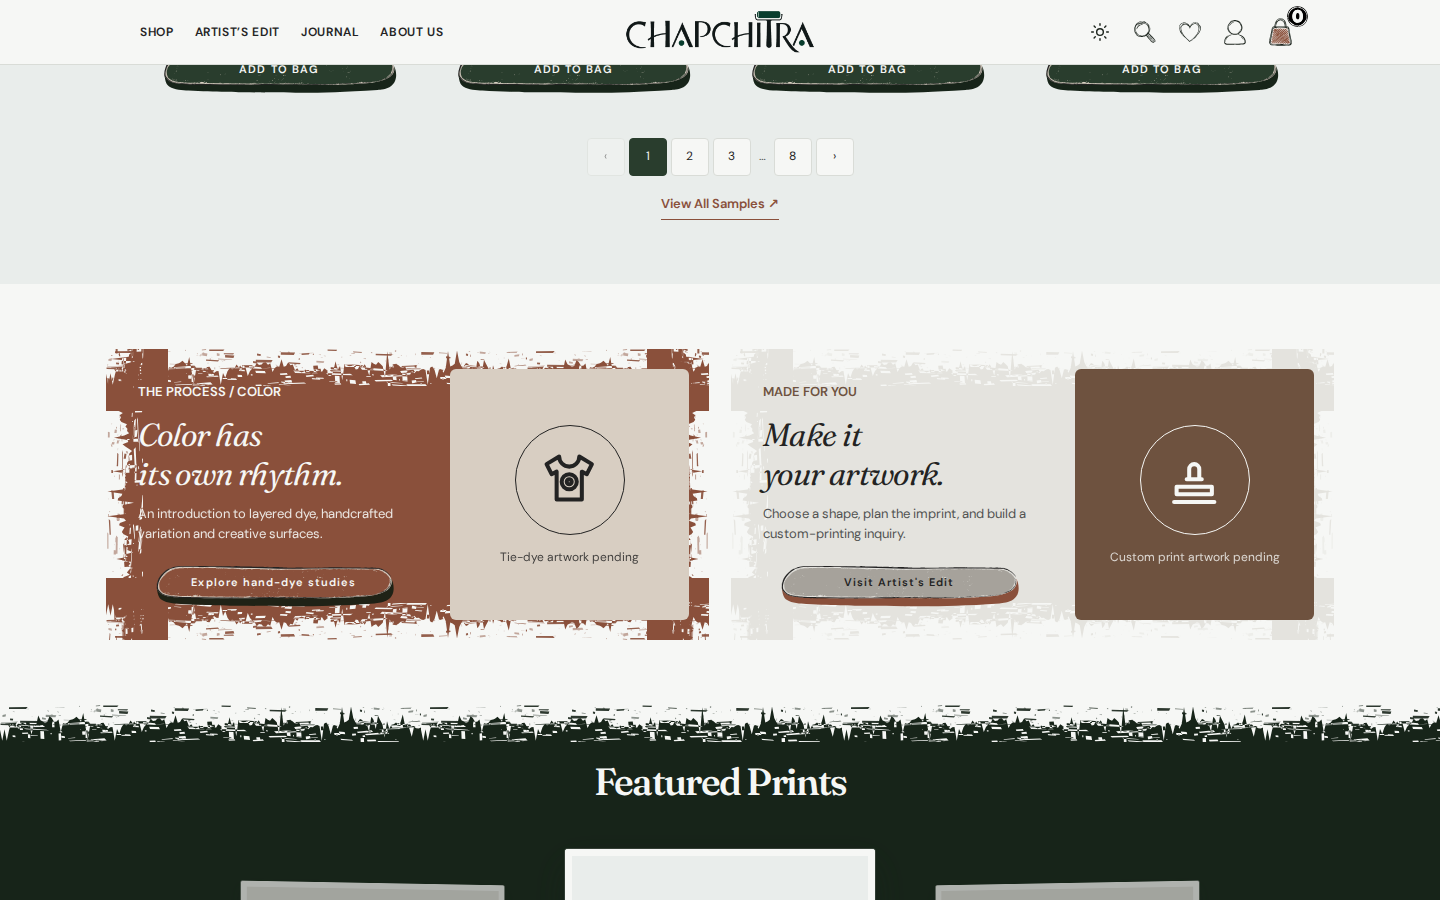 SHOP ARTIST'S EDIT JOURNAL ABOUT US
CHAPCHITRA
0
ADD TO BAG ADD TO BAG ADD TO BAG ADD TO BAG
‹ 1 2 3 … 8 ›
View All Samples ↗
THE PROCESS / COLOR
Color has
its own rhythm.
An introduction to layered dye, handcrafted
variation and creative surfaces.
Explore hand-dye studies
Tie-dye artwork pending
MADE FOR YOU
Make it
your artwork.
Choose a shape, plan the imprint, and build a
custom-printing inquiry.
Visit Artist's Edit
Custom print artwork pending
Featured Prints